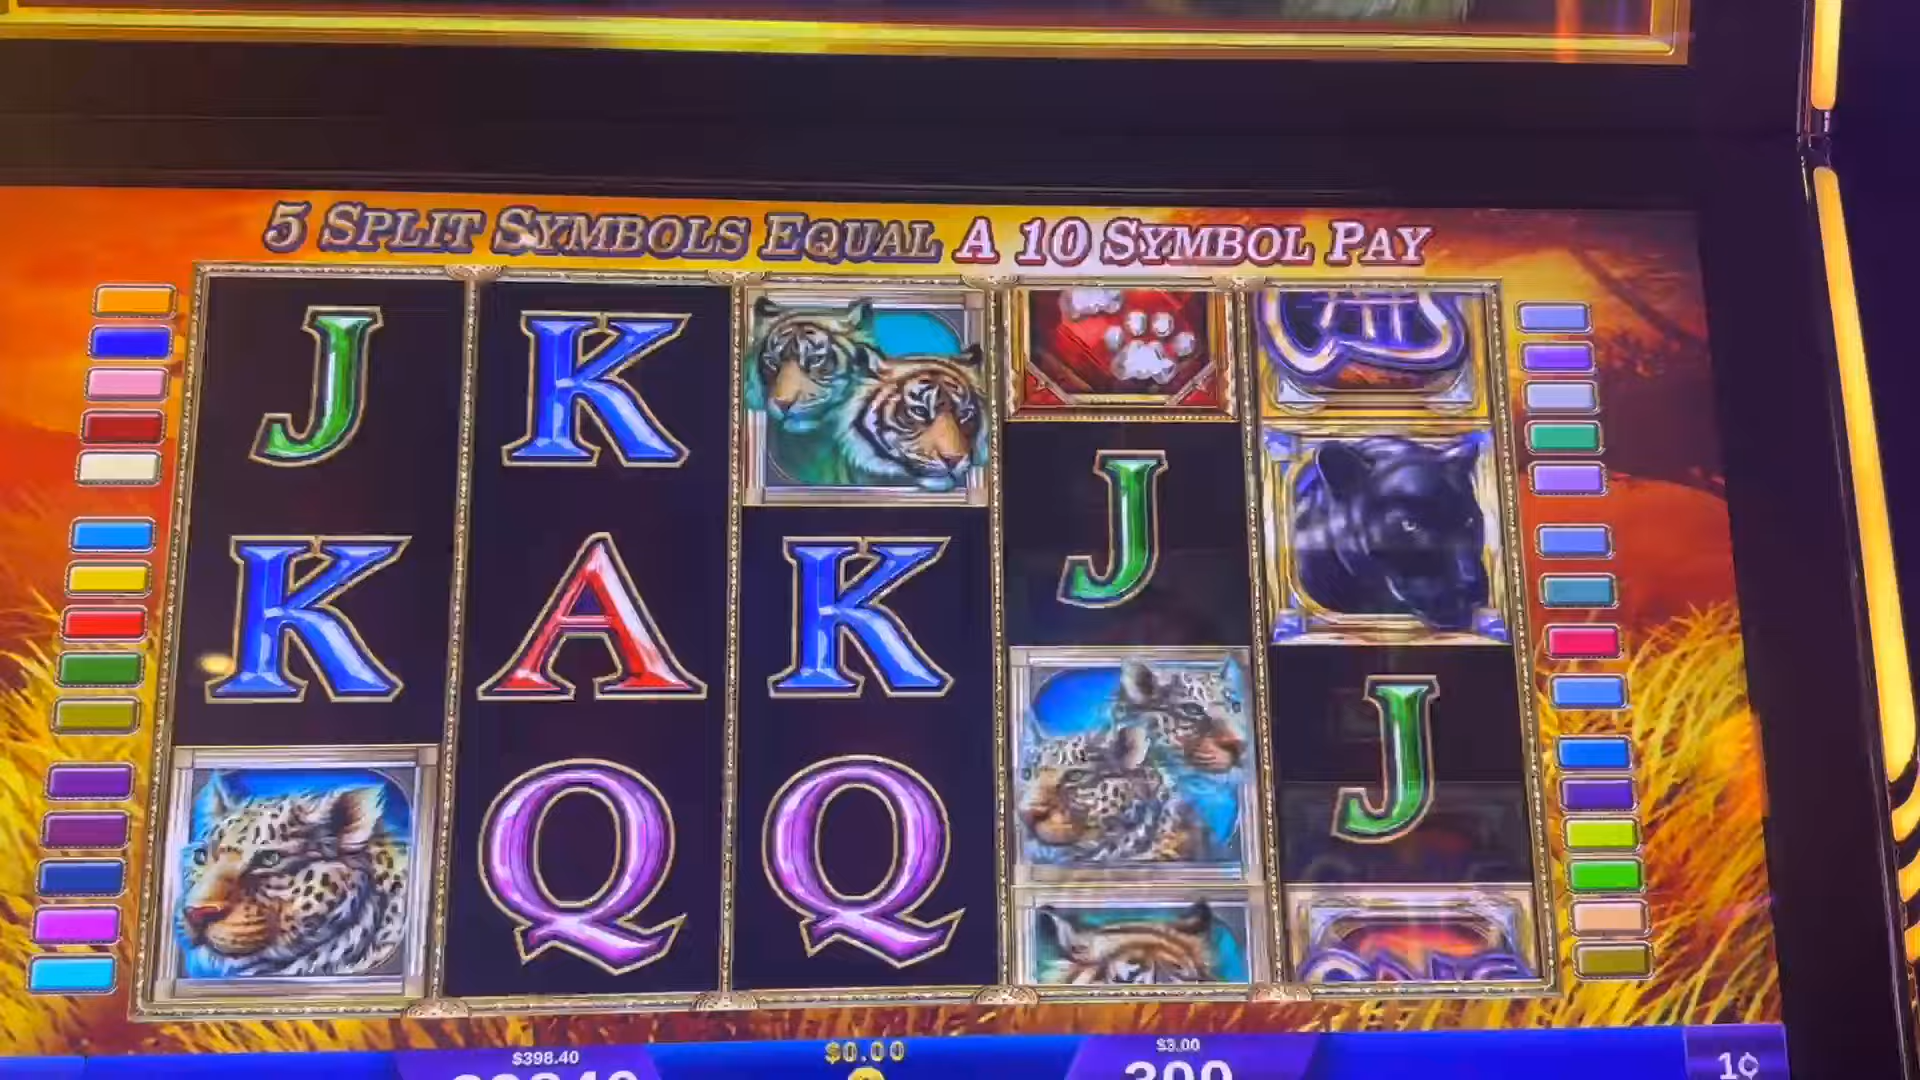 5 SPLIT SYMBOLS EQUAL A 10 SYMBOL PAY
J K
J
K A K
J
Q Q
$398.40 $0.00 $3.00
300 1¢